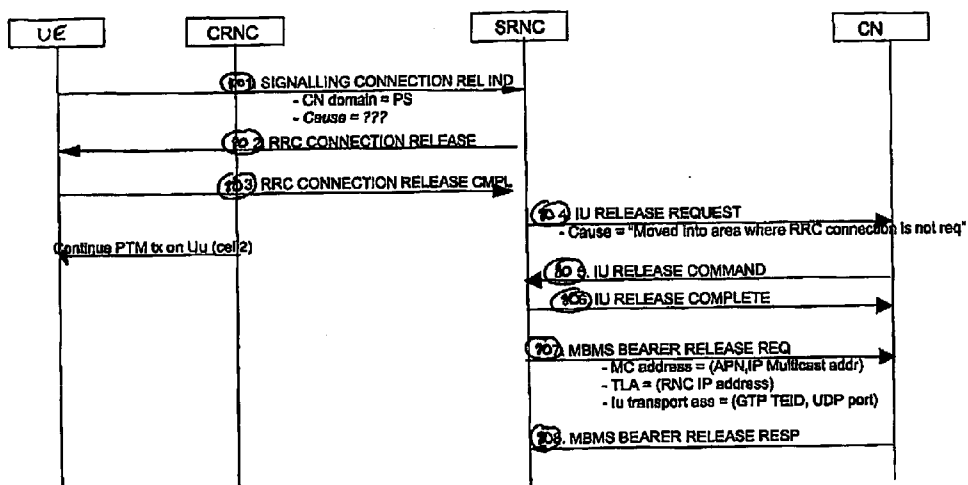 UE
CRNC
SRNC
CN
SIGNALLING CONNECTION REL IND
- CN domain = PS
- Cause = ???
RRC CONNECTION RELEASE
RRC CONNECTION RELEASE CMPL
IU RELEASE REQUEST
- Cause = "Moved into area where RRC connection is not req"
Continue PTM tx on Uu (cell 2)
IU RELEASE COMMAND
IU RELEASE COMPLETE
MBMS BEARER RELEASE REQ
- MC address = (APN,IP Multicast addr)
- TLA = (RNC IP address)
- Iu transport ass = (GTP TEID, UDP port)
MBMS BEARER RELEASE RESP